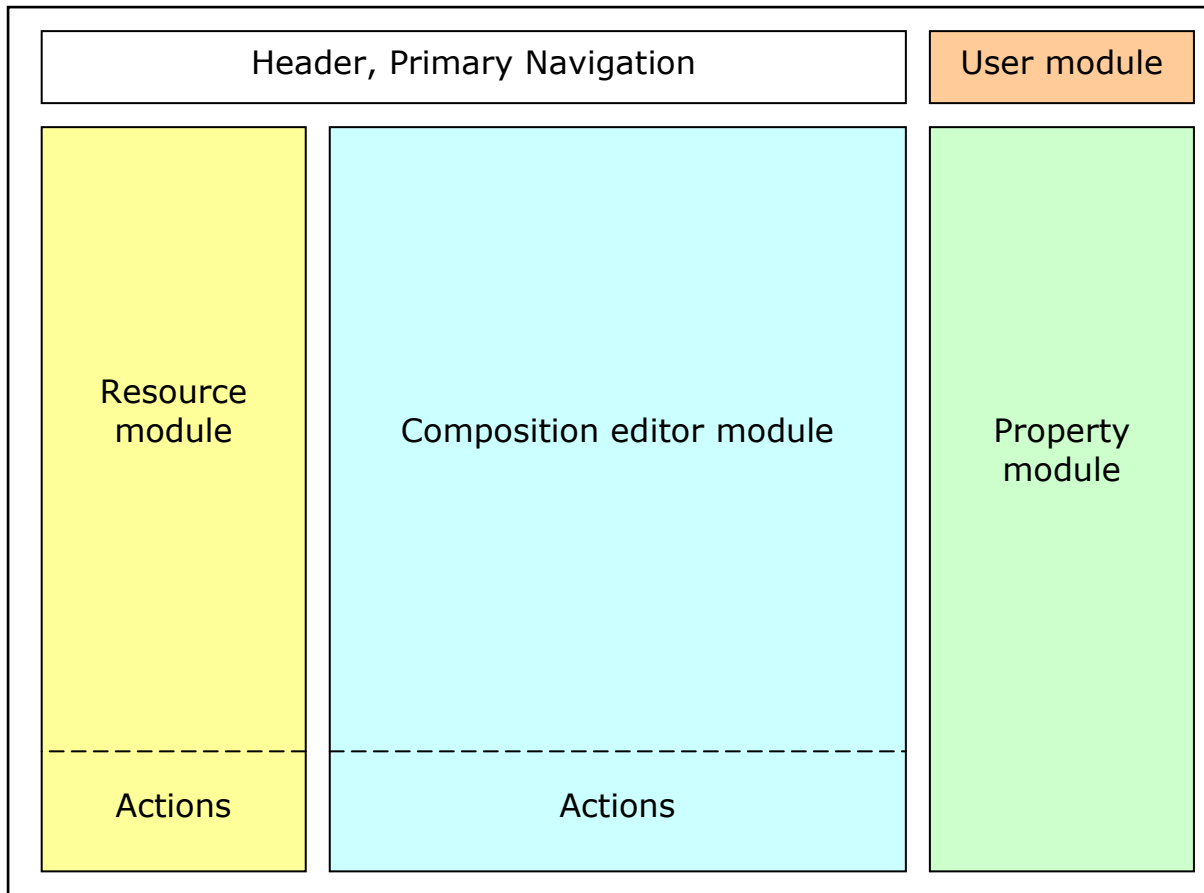 Header, Primary Navigation
User module
Resource
module
Composition editor module
Property
module
Actions
Actions